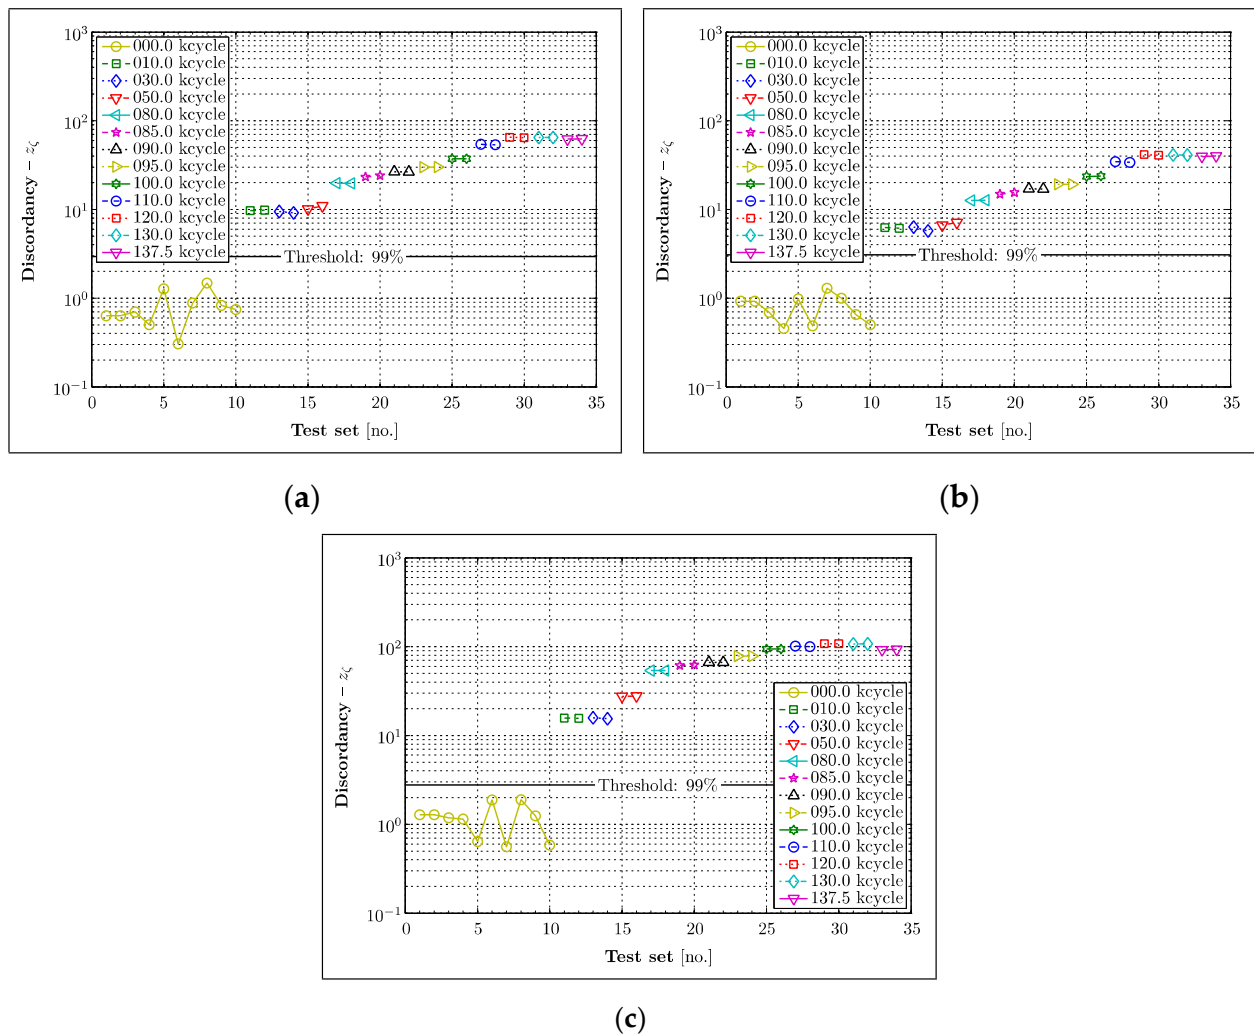 10³
10²
10¹
10⁰
10⁻¹
Discordancy – z_ζ
000.0 kcycle
010.0 kcycle
030.0 kcycle
050.0 kcycle
080.0 kcycle
085.0 kcycle
090.0 kcycle
095.0 kcycle
100.0 kcycle
110.0 kcycle
120.0 kcycle
130.0 kcycle
137.5 kcycle
Threshold: 99%
0 5 10 15 20 25 30 35
Test set [no.]
(a)
10³
10²
10¹
10⁰
10⁻¹
Discordancy – z_ζ
000.0 kcycle
010.0 kcycle
030.0 kcycle
050.0 kcycle
080.0 kcycle
085.0 kcycle
090.0 kcycle
095.0 kcycle
100.0 kcycle
110.0 kcycle
120.0 kcycle
130.0 kcycle
137.5 kcycle
Threshold: 99%
0 5 10 15 20 25 30 35
Test set [no.]
(b)
10³
10²
10¹
10⁰
10⁻¹
Discordancy – z_ζ
Threshold: 99%
000.0 kcycle
010.0 kcycle
030.0 kcycle
050.0 kcycle
080.0 kcycle
085.0 kcycle
090.0 kcycle
095.0 kcycle
100.0 kcycle
110.0 kcycle
120.0 kcycle
130.0 kcycle
137.5 kcycle
0 5 10 15 20 25 30 35
Test set [no.]
(c)